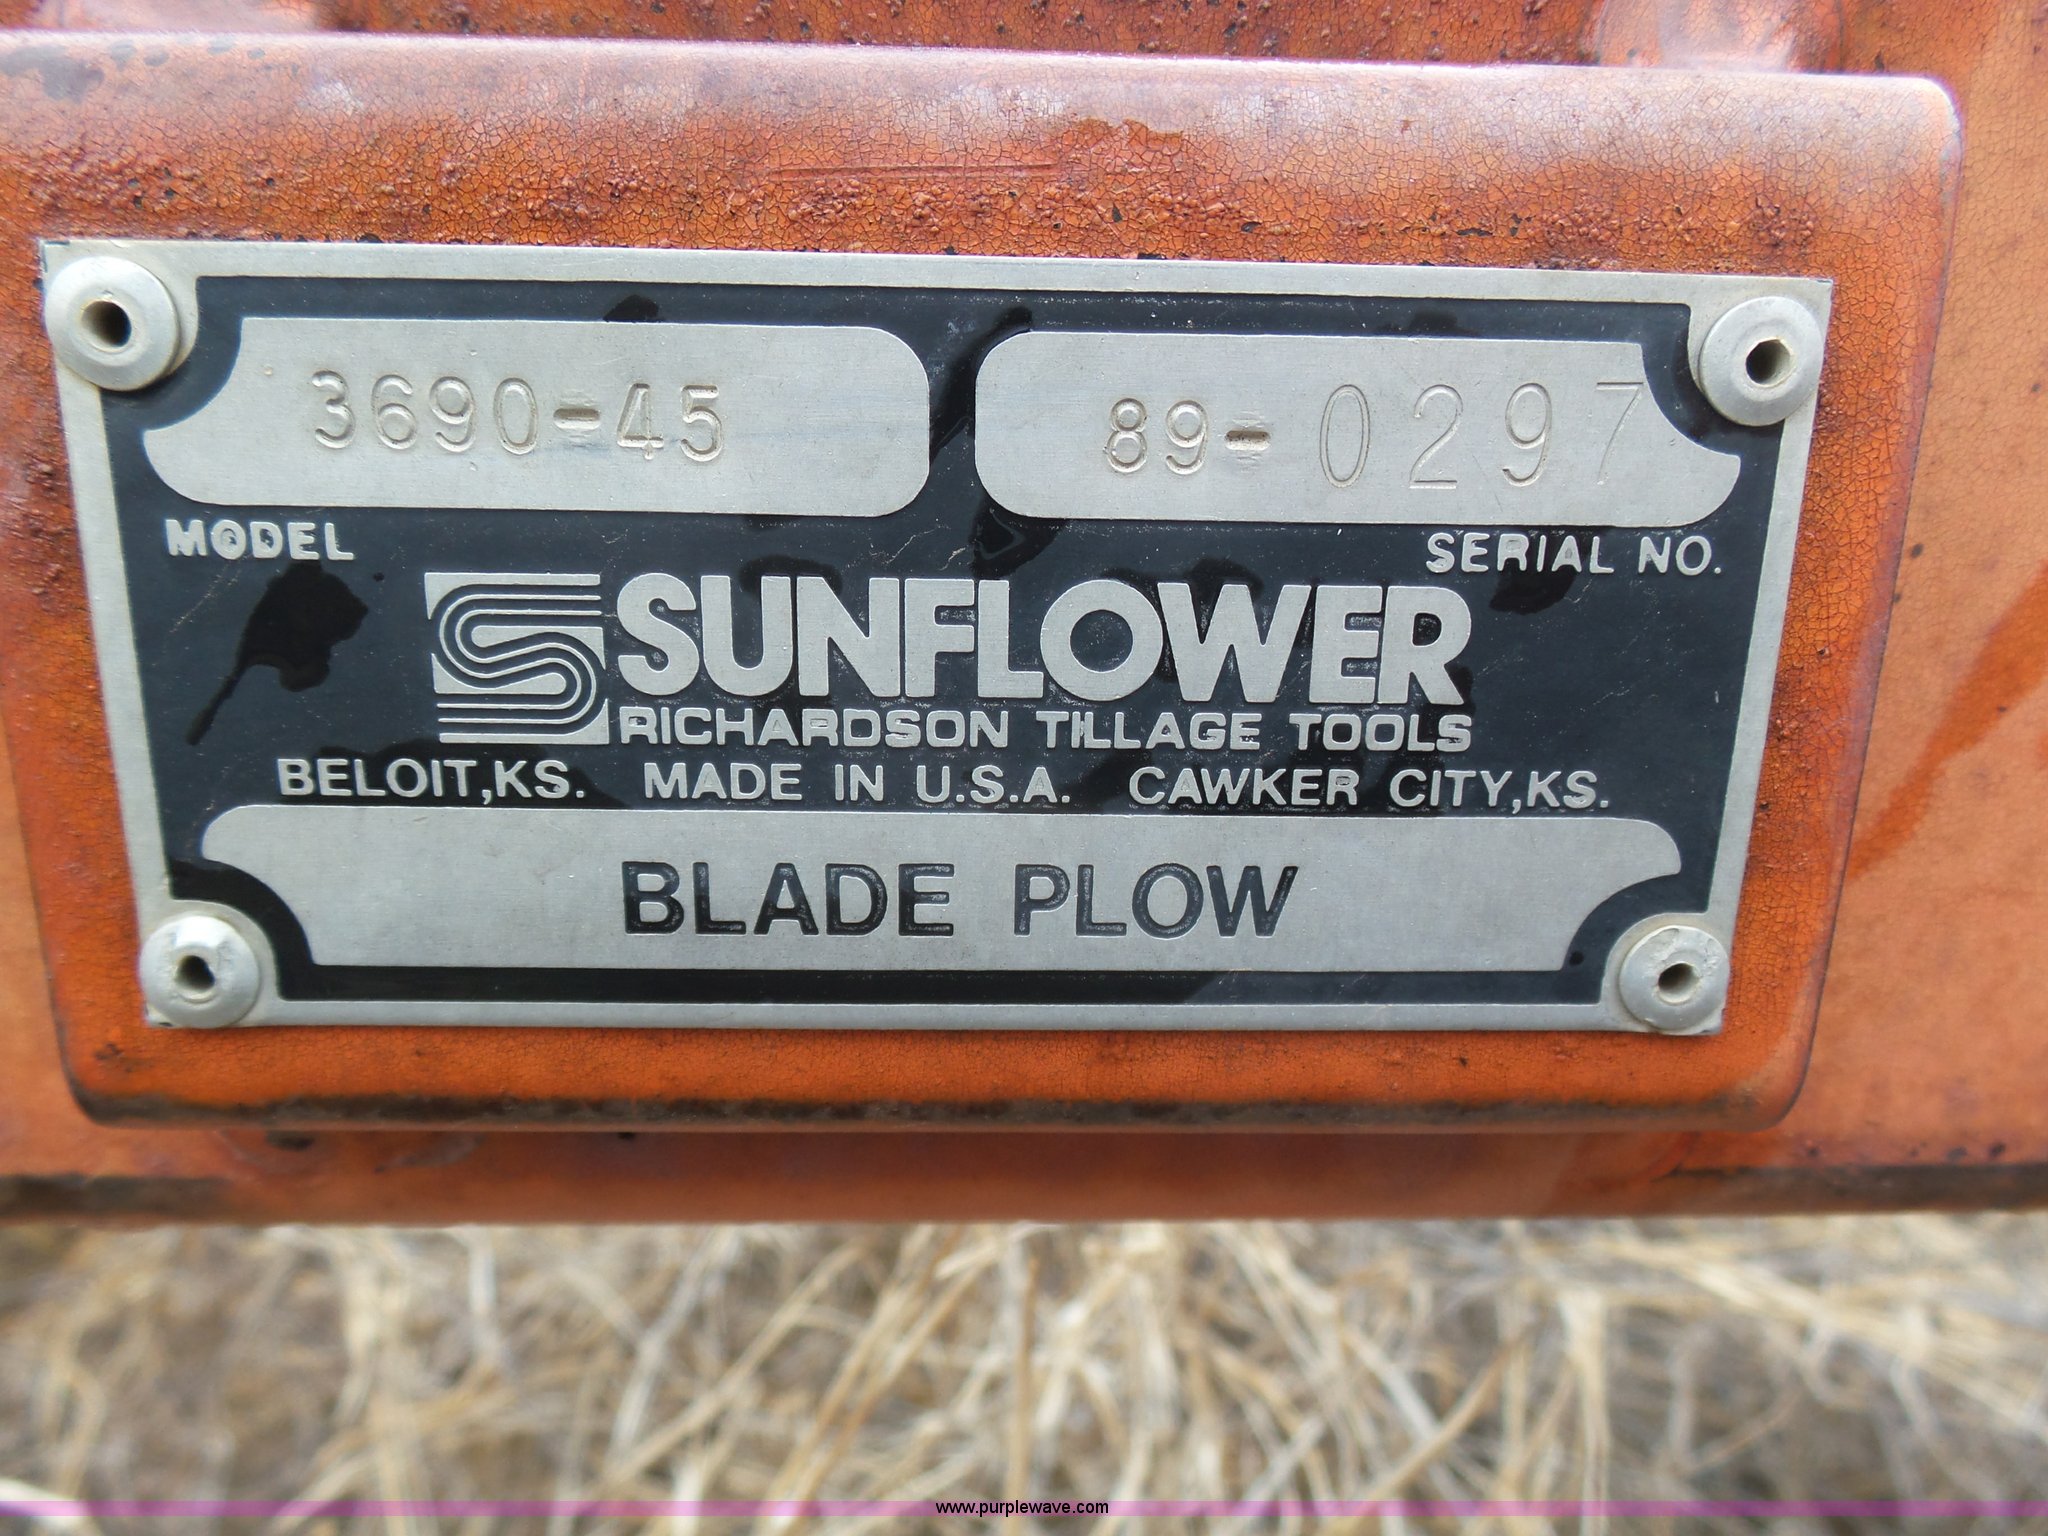 3690-45 89-0297
MODEL SERIAL NO.
SUNFLOWER
RICHARDSON TILLAGE TOOLS
BELOIT,KS. MADE IN U.S.A. CAWKER CITY,KS.
BLADE PLOW
www.purplewave.com